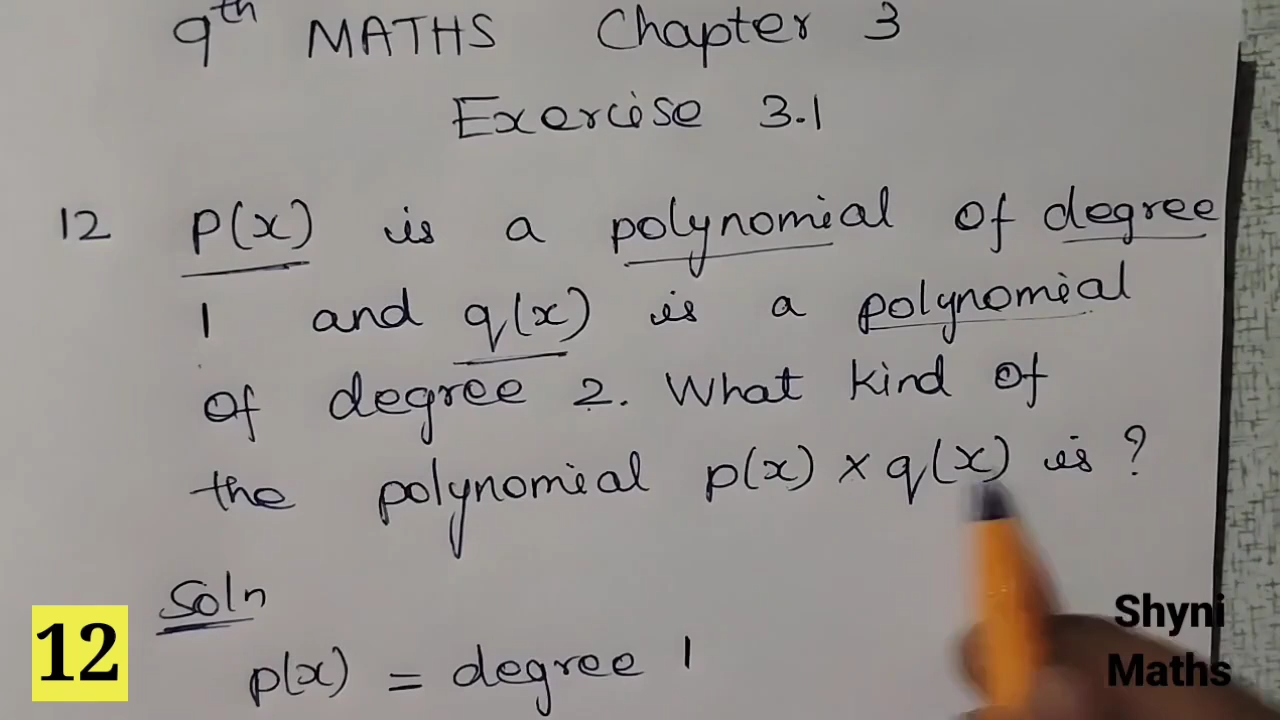 9th MATHS Chapter 3
Exercise 3.1
12 P(x) is a polynomial of degree
1 and q(x) is a polynomial
of degree 2. What kind of
the polynomial p(x) × q(x) is ?
Soln
p(x) = degree 1
12
Shyni
Maths